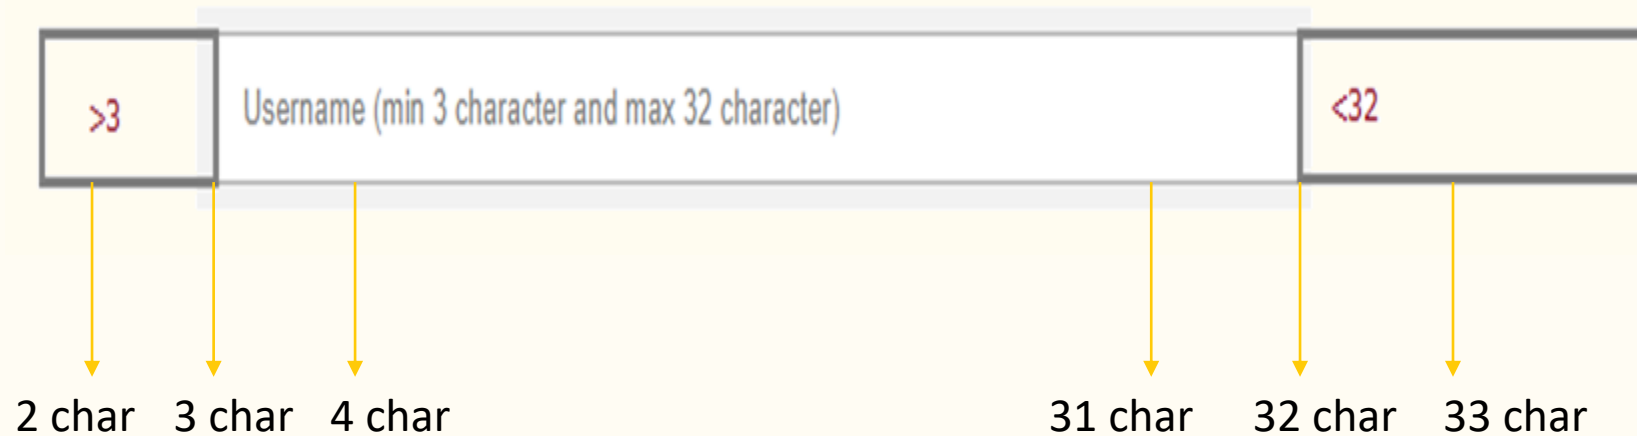 >3
Username (min 3 character and max 32 character)
<32
2 char 3 char 4 char 31 char 32 char 33 char